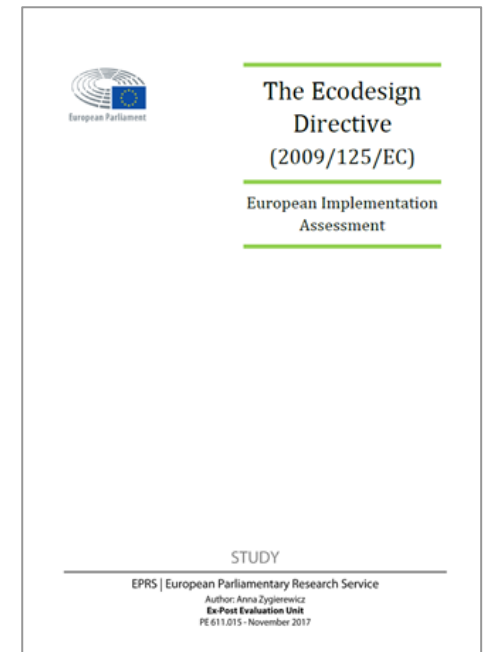 European Parliament
The Ecodesign
Directive
(2009/125/EC)
European Implementation
Assessment
STUDY
EPRS | European Parliamentary Research Service
Author: Anna Zygierewicz
Ex-Post Evaluation Unit
PE 611.015 - November 2017